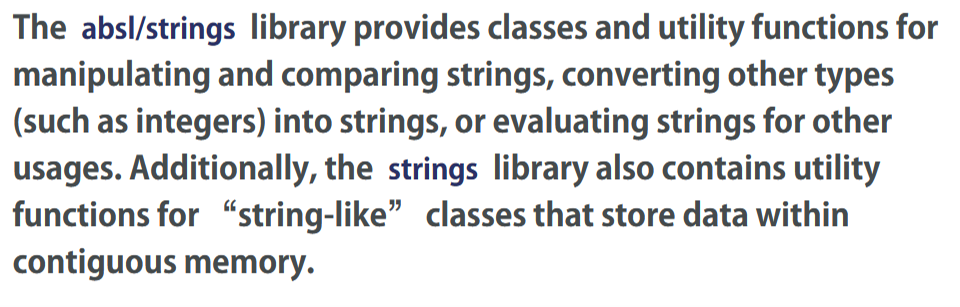 The absl/strings library provides classes and utility functions for
manipulating and comparing strings, converting other types
(such as integers) into strings, or evaluating strings for other
usages. Additionally, the strings library also contains utility
functions for “string-like” classes that store data within
contiguous memory.